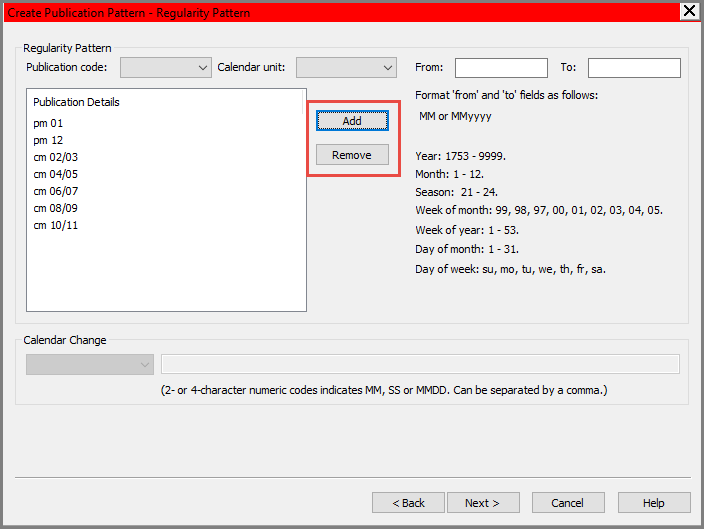 Create Publication Pattern - Regularity Pattern
Regularity Pattern
Publication code: Calendar unit: From: To:
Publication Details
pm 01
pm 12
cm 02/03
cm 04/05
cm 06/07
cm 08/09
cm 10/11
Add
Remove
Format 'from' and 'to' fields as follows:
MM or MMyyyy
Year: 1753 - 9999.
Month: 1 - 12.
Season: 21 - 24.
Week of month: 99, 98, 97, 00, 01, 02, 03, 04, 05.
Week of year: 1 - 53.
Day of month: 1 - 31.
Day of week: su, mo, tu, we, th, fr, sa.
Calendar Change
(2- or 4-character numeric codes indicates MM, SS or MMDD. Can be separated by a comma.)
< Back Next > Cancel Help